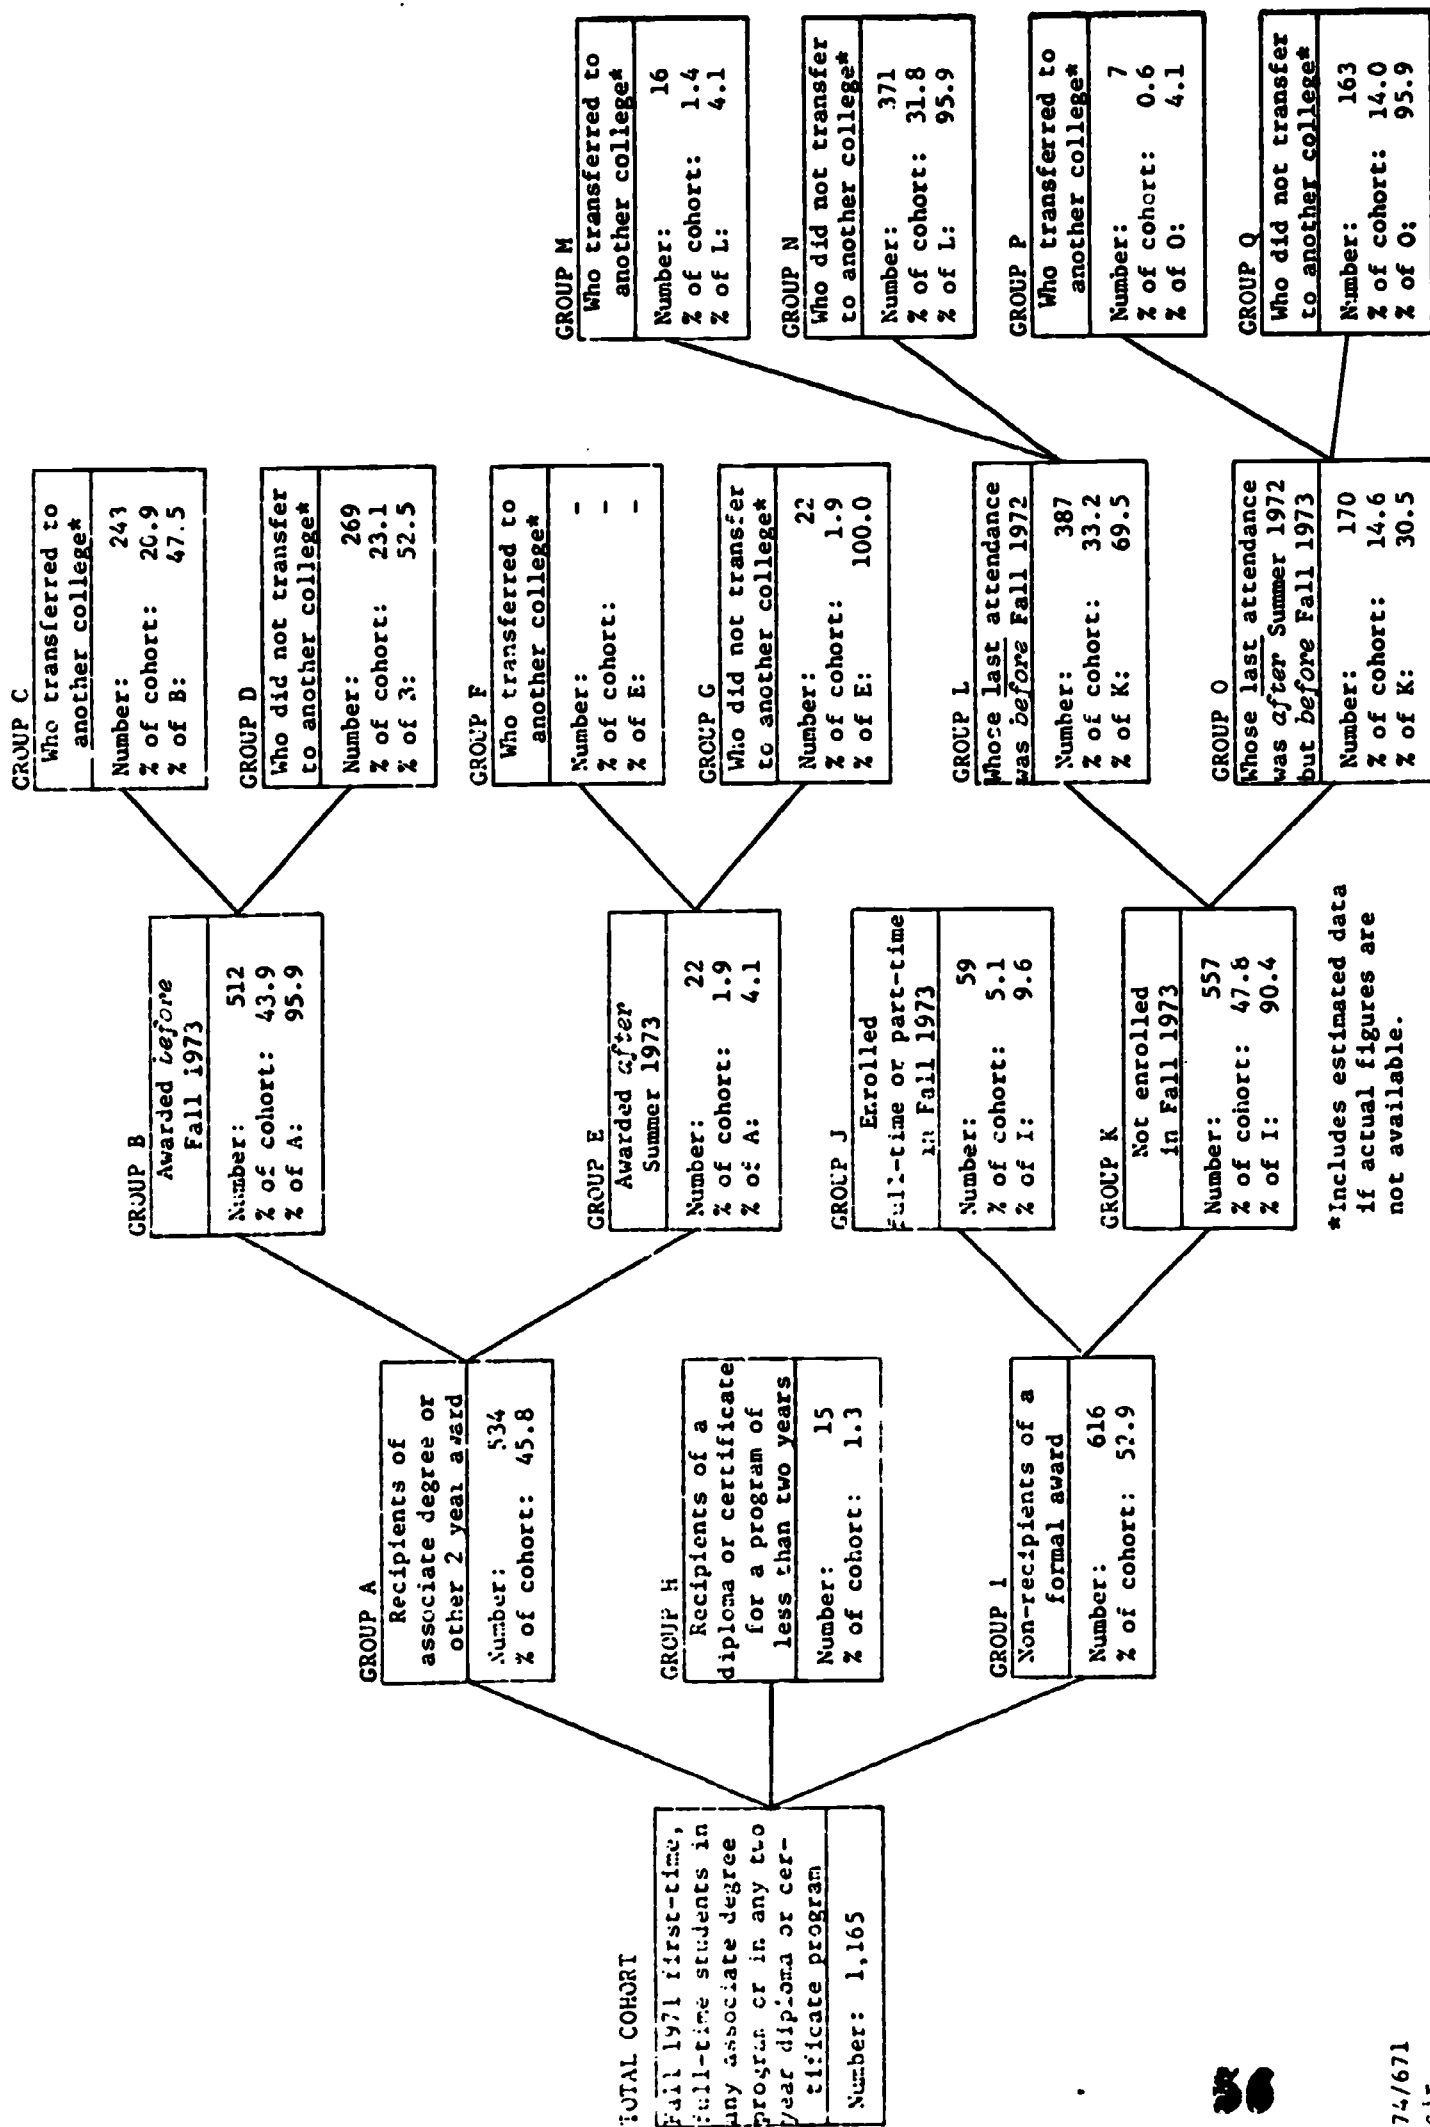 TOTAL COHORT
Fall 1971 first-time,
full-time students in
any associate degree
program or in any two
year diploma or cer-
tificate program
Number: 1,165
GROUP A
Recipients of
associate degree or
other 2 year award
Number: 534
% of cohort: 45.8
GROUP H
Recipients of a
diploma or certificate
for a program of
less than two years
Number: 15
% of cohort: 1.3
GROUP I
Non-recipients of a
formal award
Number: 616
% of cohort: 52.9
GROUP B
Awarded before
Fall 1973
Number: 512
% of cohort: 43.9
% of A: 95.9
GROUP E
Awarded after
Summer 1973
Number: 22
% of cohort: 1.9
% of A: 4.1
GROUP J
Enrolled
full-time or part-time
in Fall 1973
Number: 59
% of cohort: 5.1
% of I: 9.6
GROUP K
Not enrolled
in Fall 1973
Number: 557
% of cohort: 47.8
% of I: 90.4
GROUP C
Who transferred to
another college*
Number: 243
% of cohort: 20.9
% of B: 47.5
GROUP D
Who did not transfer
to another college*
Number: 269
% of cohort: 23.1
% of B: 52.5
GROUP F
Who transferred to
another college*
Number: -
% of cohort: -
% of E: -
GROUP G
Who did not transfer
to another college*
Number: 22
% of cohort: 1.9
% of E: 100.0
GROUP L
Whose last attendance
was before Fall 1972
Number: 387
% of cohort: 33.2
% of K: 69.5
GROUP O
Whose last attendance
was after Summer 1972
but before Fall 1973
Number: 170
% of cohort: 14.6
% of K: 30.5
GROUP M
Who transferred to
another college*
Number: 16
% of cohort: 1.4
% of L: 4.1
GROUP N
Who did not transfer
to another college*
Number: 371
% of cohort: 31.8
% of L: 95.9
GROUP P
Who transferred to
another college*
Number: 7
% of cohort: 0.6
% of O: 4.1
GROUP Q
Who did not transfer
to another college*
Number: 163
% of cohort: 14.0
% of O: 95.9
*Includes estimated data
if actual figures are
not available.
74/671